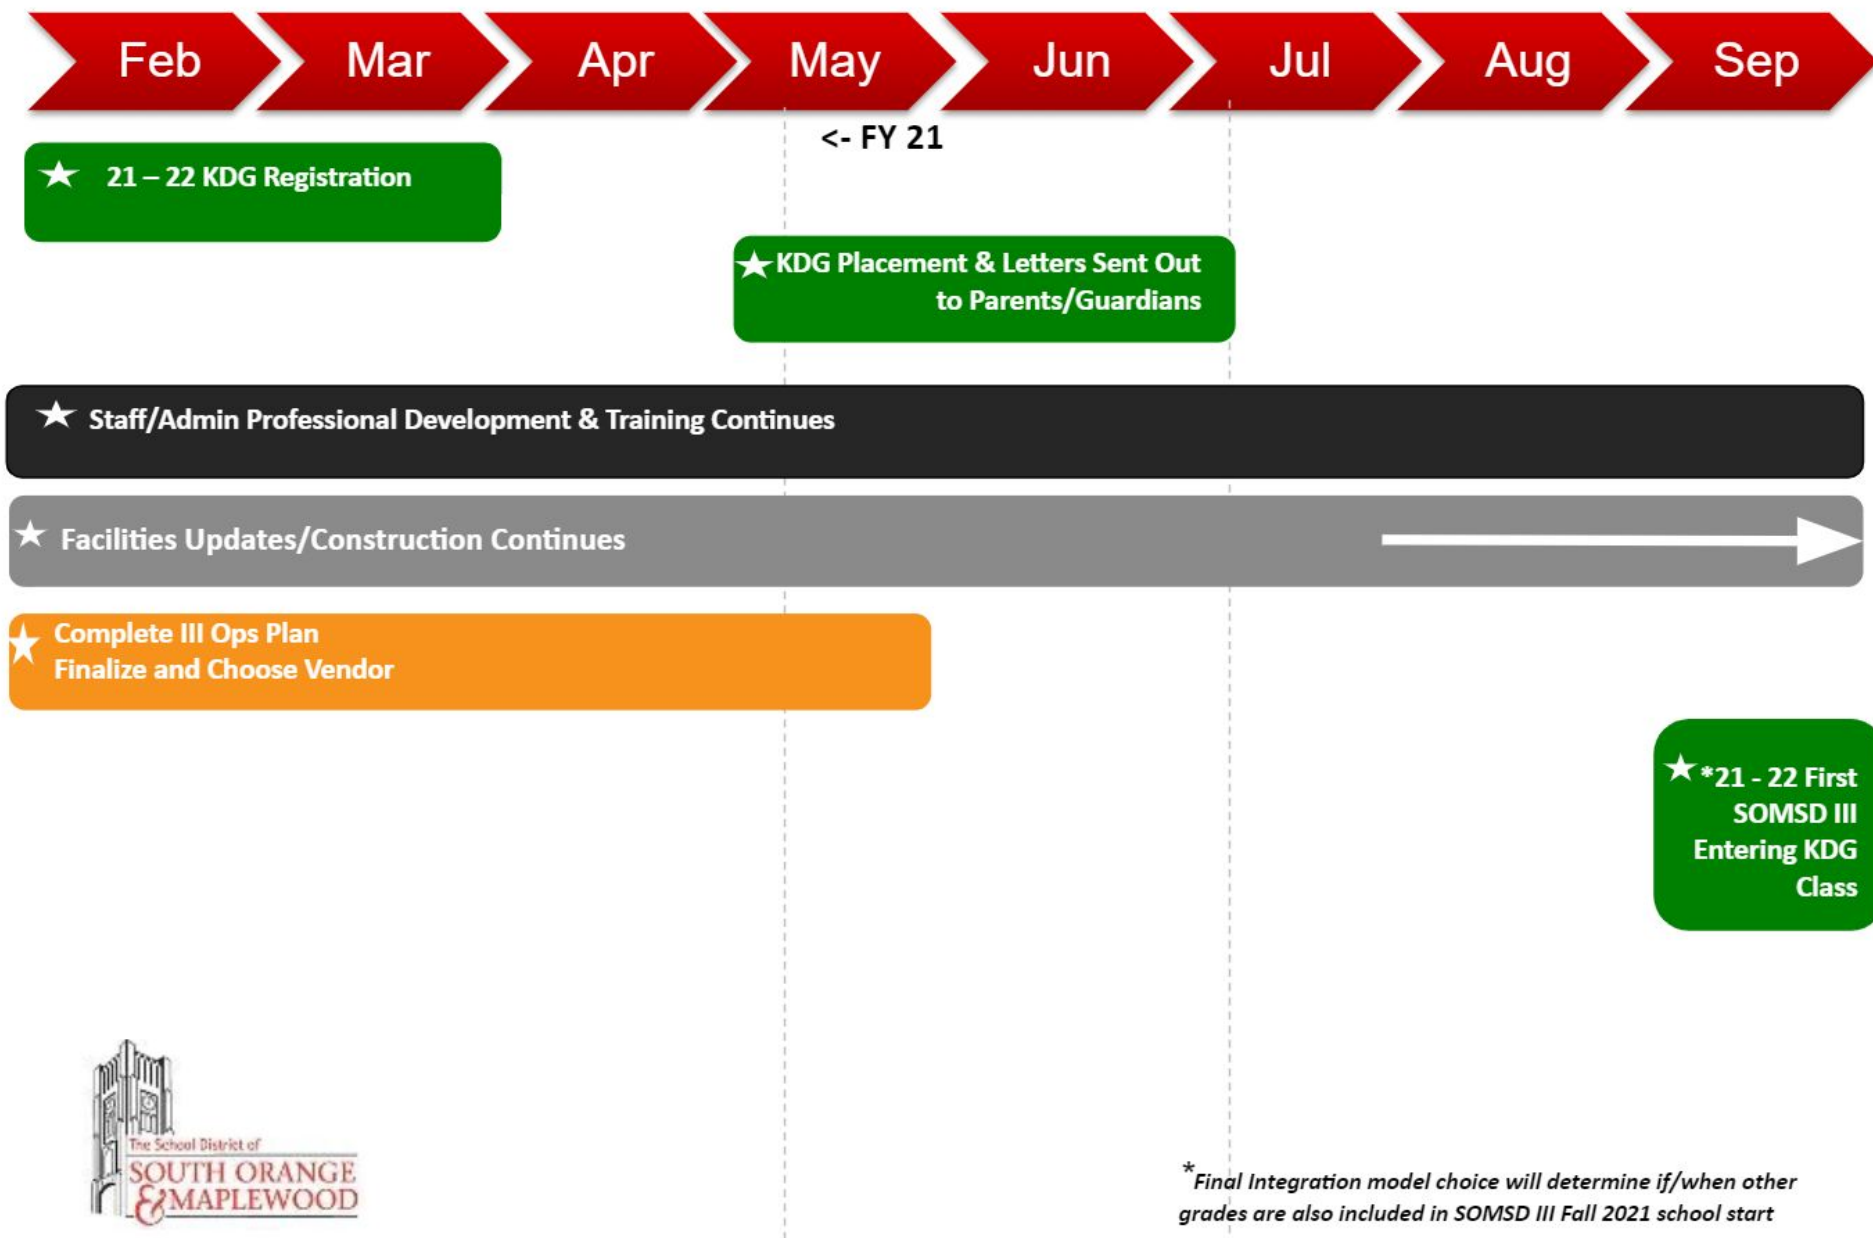 Feb Mar Apr May Jun Jul Aug Sep
<- FY 21
21 – 22 KDG Registration
KDG Placement & Letters Sent Out
to Parents/Guardians
Staff/Admin Professional Development & Training Continues
Facilities Updates/Construction Continues
Complete III Ops Plan
Finalize and Choose Vendor
*21 - 22 First
SOMSD III
Entering KDG
Class
The School District of
SOUTH ORANGE
& MAPLEWOOD
*Final Integration model choice will determine if/when other
grades are also included in SOMSD III Fall 2021 school start